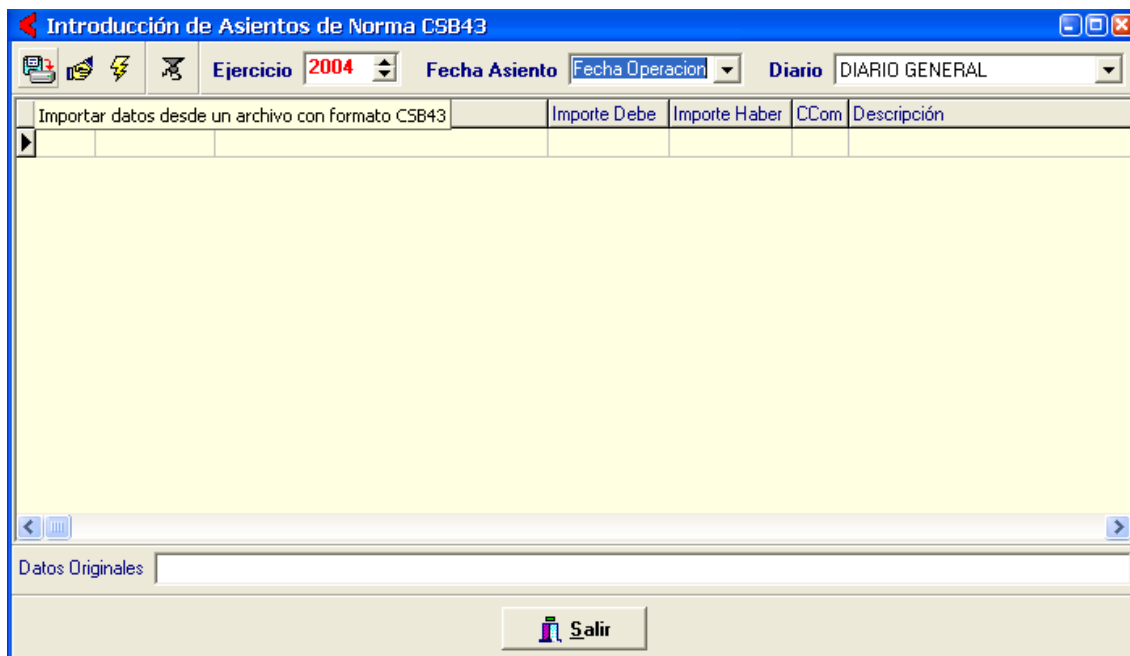 Introducción de Asientos de Norma CSB43
Ejercicio 2004 Fecha Asiento Fecha Operacion Diario DIARIO GENERAL
Importar datos desde un archivo con formato CSB43 Importe Debe Importe Haber CCom Descripción
Datos Originales
Salir